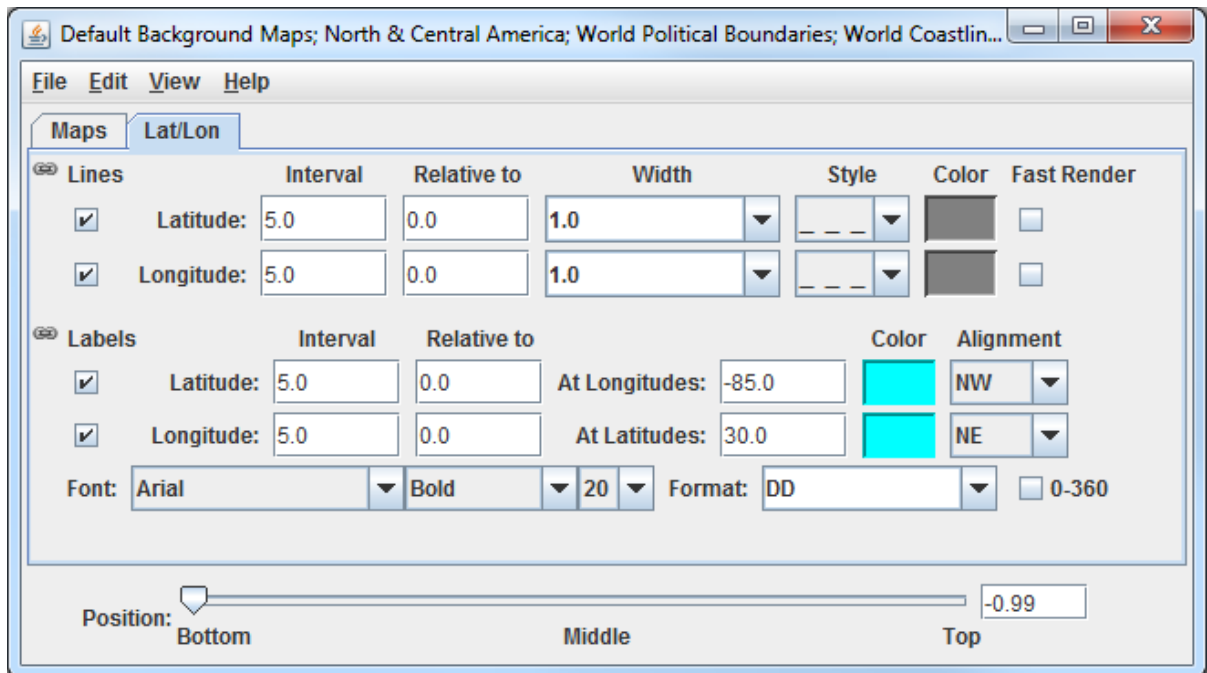 Default Background Maps; North & Central America; World Political Boundaries; World Coastlin...
File Edit View Help
Maps Lat/Lon
Lines Interval Relative to Width Style Color Fast Render
Latitude: 5.0 0.0 1.0 _ _ _
Longitude: 5.0 0.0 1.0 _ _ _
Labels Interval Relative to Color Alignment
Latitude: 5.0 0.0 At Longitudes: -85.0 NW
Longitude: 5.0 0.0 At Latitudes: 30.0 NE
Font: Arial Bold 20 Format: DD 0-360
Position: -0.99
Bottom Middle Top